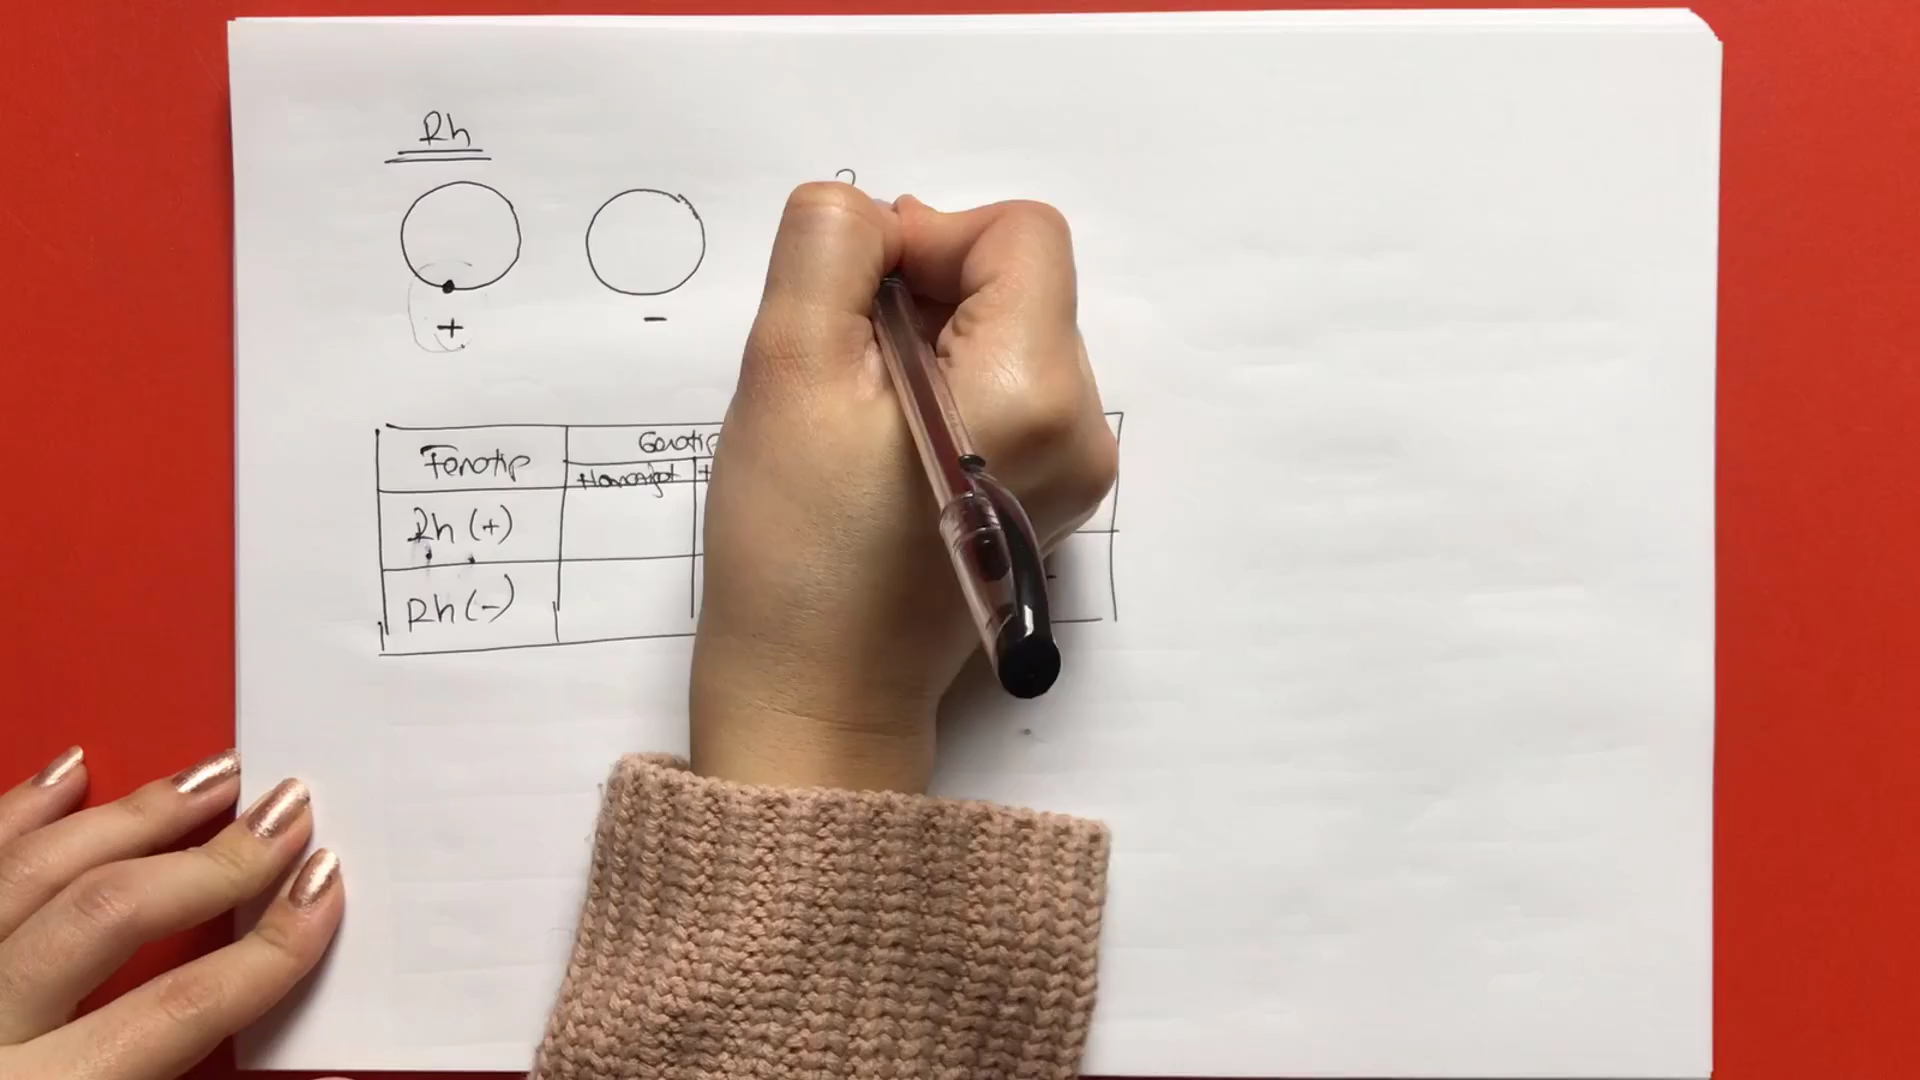 Rh
+ -
Fenotip Genotip
Homozigot
Rh (+)
Rh (-)